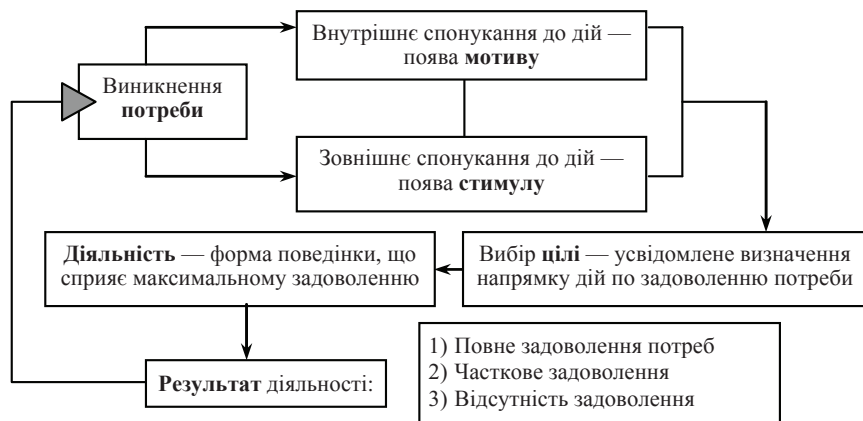 Виникнення
потреби
Внутрішнє спонукання до дій —
поява мотиву
Зовнішнє спонукання до дій —
поява стимулу
Вибір цілі — усвідомлене визначення
напрямку дій по задоволенню потреби
Діяльність — форма поведінки, що
сприяє максимальному задоволенню
Результат діяльності:
1) Повне задоволення потреб
2) Часткове задоволення
3) Відсутність задоволення